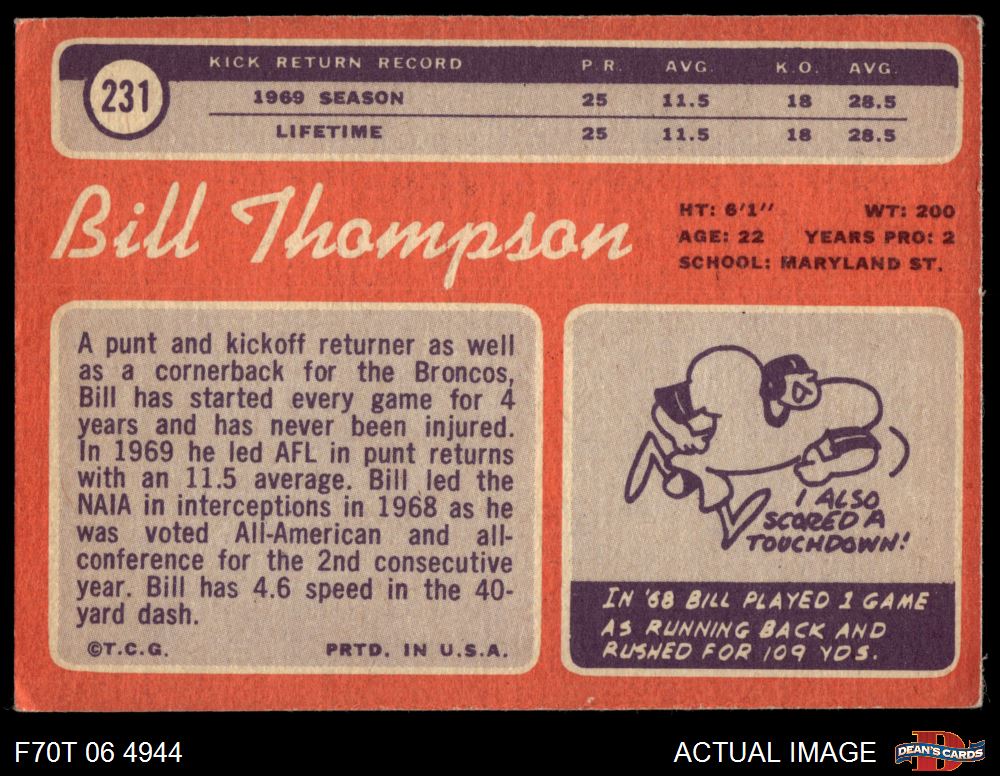 231
KICK RETURN RECORD P.R. AVG. K.O. AVG.
1969 SEASON 25 11.5 18 28.5
LIFETIME 25 11.5 18 28.5
Bill Thompson
HT: 6'1'' WT: 200
AGE: 22 YEARS PRO: 2
SCHOOL: MARYLAND ST.
A punt and kickoff returner as well
as a cornerback for the Broncos,
Bill has started every game for 4
years and has never been injured.
In 1969 he led AFL in punt returns
with an 11.5 average. Bill led the
NAIA in interceptions in 1968 as he
was voted All-American and all-
conference for the 2nd consecutive
year. Bill has 4.6 speed in the 40-
yard dash.
©T.C.G. PRTD. IN U.S.A.
I ALSO
SCORED A
TOUCHDOWN!
IN '68 BILL PLAYED 1 GAME
AS RUNNING BACK AND
RUSHED FOR 109 YDS.
F70T 06 4944
ACTUAL IMAGE
D
DEAN'S CARDS